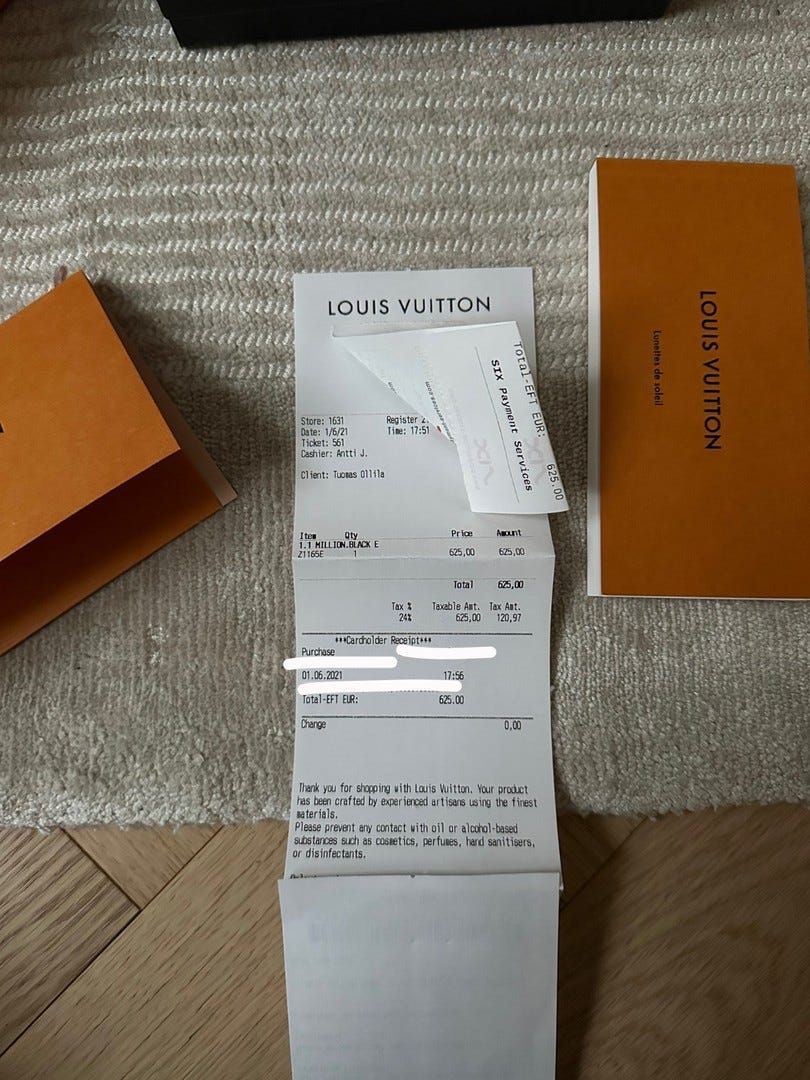 LOUIS VUITTON
Total-EFT EUR: 625.00
SIX Payment Services
Store: 1631 Register
Date: 1/6/21 Time: 17:51
Ticket: 561
Cashier: Antti J.
Client: Tuomas Ollila
Item Qty Price Amount
1.1 MILLION.BLACK E
Z1165E 1 625,00 625,00
Total 625,00
Tax % Taxable Amt. Tax Amt.
24% 625,00 120,97
***Cardholder Receipt***
Purchase
01.06.2021 17:56
Total-EFT EUR: 625.00
Change 0,00
Thank you for shopping with Louis Vuitton. Your product
has been crafted by experienced artisans using the finest
materials.
Please prevent any contact with oil or alcohol-based
substances such as cosmetics, perfumes, hand sanitisers,
or disinfectants.
LOUIS VUITTON
Lunettes de soleil